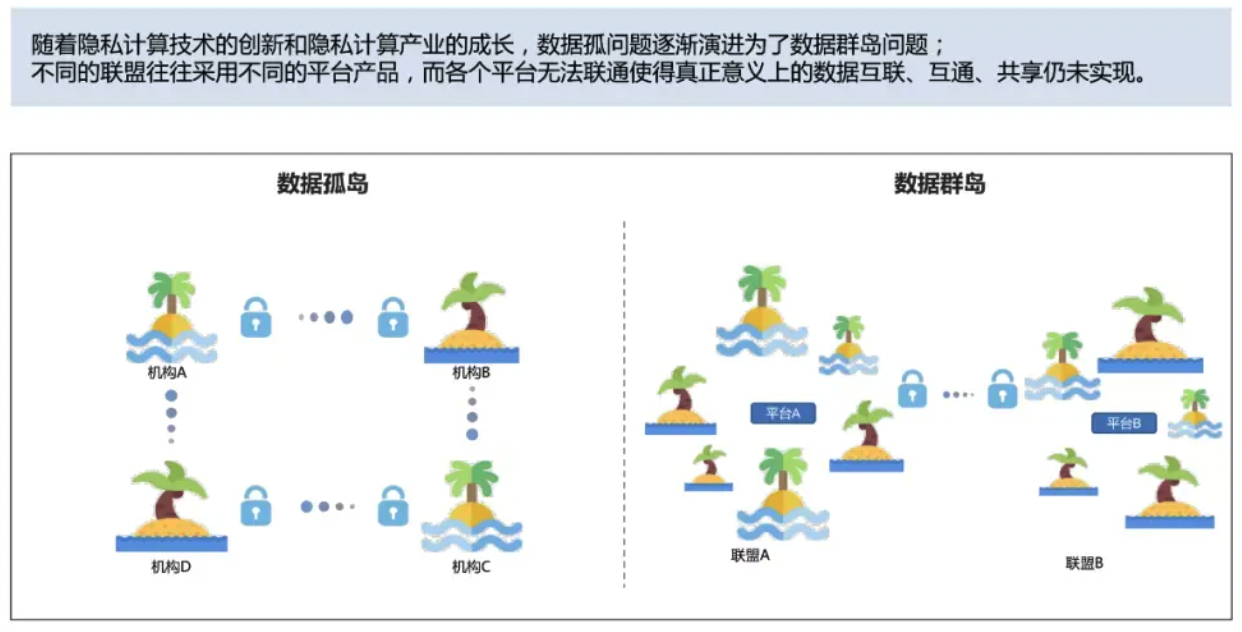 随着隐私计算技术的创新和隐私计算产业的成长，数据孤问题逐渐演进为了数据群岛问题；
不同的联盟往往采用不同的平台产品，而各个平台无法联通使得真正意义上的数据互联、互通、共享仍未实现。
数据孤岛
机构A
机构B
机构D
机构C
数据群岛
平台A
平台B
联盟A
联盟B